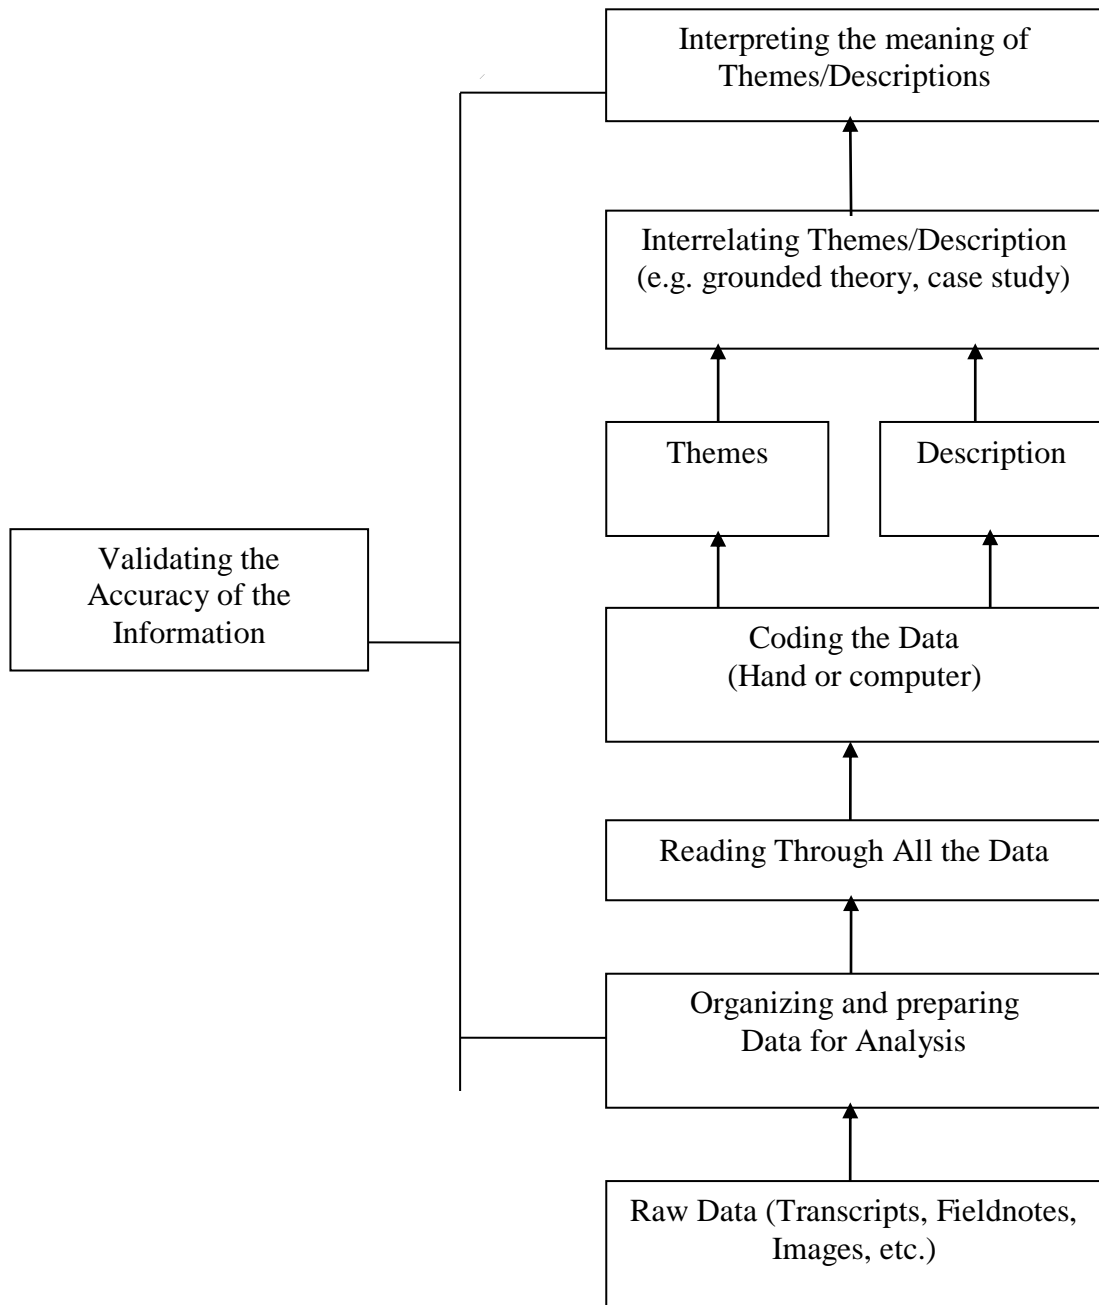 Interpreting the meaning of
Themes/Descriptions
Interrelating Themes/Description
(e.g. grounded theory, case study)
Themes
Description
Validating the
Accuracy of the
Information
Coding the Data
(Hand or computer)
Reading Through All the Data
Organizing and preparing
Data for Analysis
Raw Data (Transcripts, Fieldnotes,
Images, etc.)